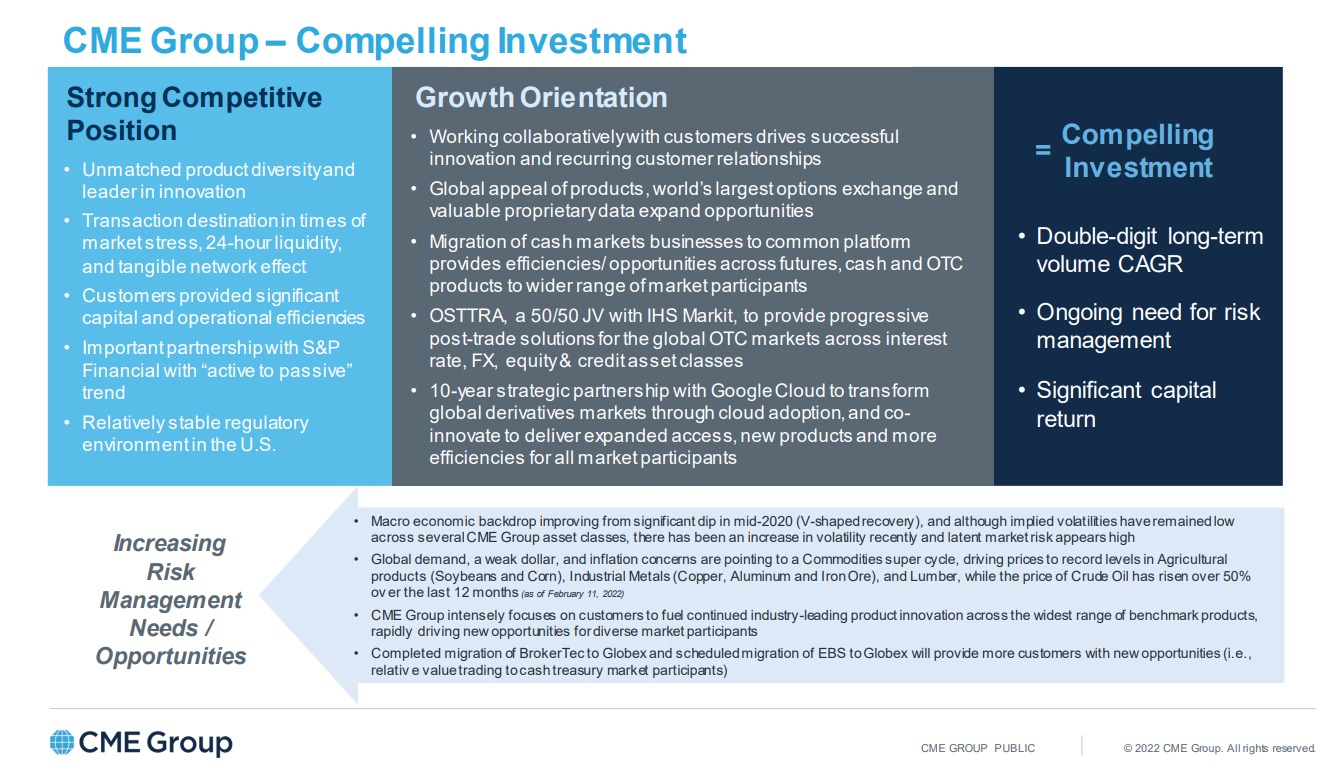 CME Group – Compelling Investment
Strong Competitive
Position
• Unmatched product diversity and
leader in innovation
• Transaction destination in times of
market stress, 24-hour liquidity,
and tangible network effect
• Customers provided significant
capital and operational efficiencies
• Important partnership with S&P
Financial with “active to passive”
trend
• Relatively stable regulatory
environment in the U.S.
Growth Orientation
• Working collaboratively with customers drives successful
innovation and recurring customer relationships
• Global appeal of products, world’s largest options exchange and
valuable proprietary data expand opportunities
• Migration of cash markets businesses to common platform
provides efficiencies/ opportunities across futures, cash and OTC
products to wider range of market participants
• OSTTRA, a 50/50 JV with IHS Markit, to provide progressive
post-trade solutions for the global OTC markets across interest
rate, FX, equity & credit asset classes
• 10-year strategic partnership with Google Cloud to transform
global derivatives markets through cloud adoption, and co-
innovate to deliver expanded access, new products and more
efficiencies for all market participants
= Compelling
Investment
• Double-digit long-term
volume CAGR
• Ongoing need for risk
management
• Significant capital
return
Increasing
Risk
Management
Needs /
Opportunities
• Macro economic backdrop improving from significant dip in mid-2020 (V-shaped recovery), and although implied volatilities have remained low
across several CME Group asset classes, there has been an increase in volatility recently and latent market risk appears high
• Global demand, a weak dollar, and inflation concerns are pointing to a Commodities super cycle, driving prices to record levels in Agricultural
products (Soybeans and Corn), Industrial Metals (Copper, Aluminum and Iron Ore), and Lumber, while the price of Crude Oil has risen over 50%
over the last 12 months (as of February 11, 2022)
• CME Group intensely focuses on customers to fuel continued industry-leading product innovation across the widest range of benchmark products,
rapidly driving new opportunities for diverse market participants
• Completed migration of BrokerTec to Globex and scheduled migration of EBS to Globex will provide more customers with new opportunities (i.e.,
relative value trading to cash treasury market participants)
CME Group
CME GROUP PUBLIC
© 2022 CME Group. All rights reserved.